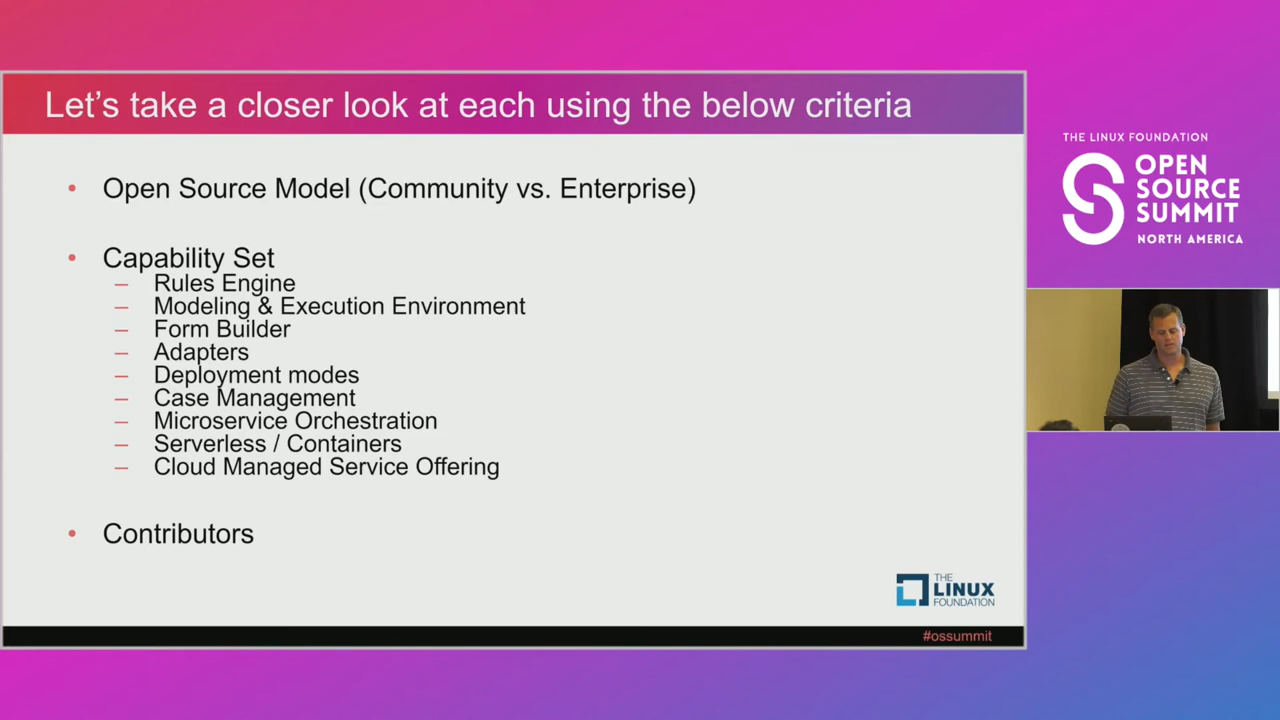 Let's take a closer look at each using the below criteria
• Open Source Model (Community vs. Enterprise)
• Capability Set
– Rules Engine
– Modeling & Execution Environment
– Form Builder
– Adapters
– Deployment modes
– Case Management
– Microservice Orchestration
– Serverless / Containers
– Cloud Managed Service Offering
• Contributors
THE
LINUX
FOUNDATION
#ossummit
THE LINUX FOUNDATION
OPEN
SOURCE
SUMMIT
NORTH AMERICA